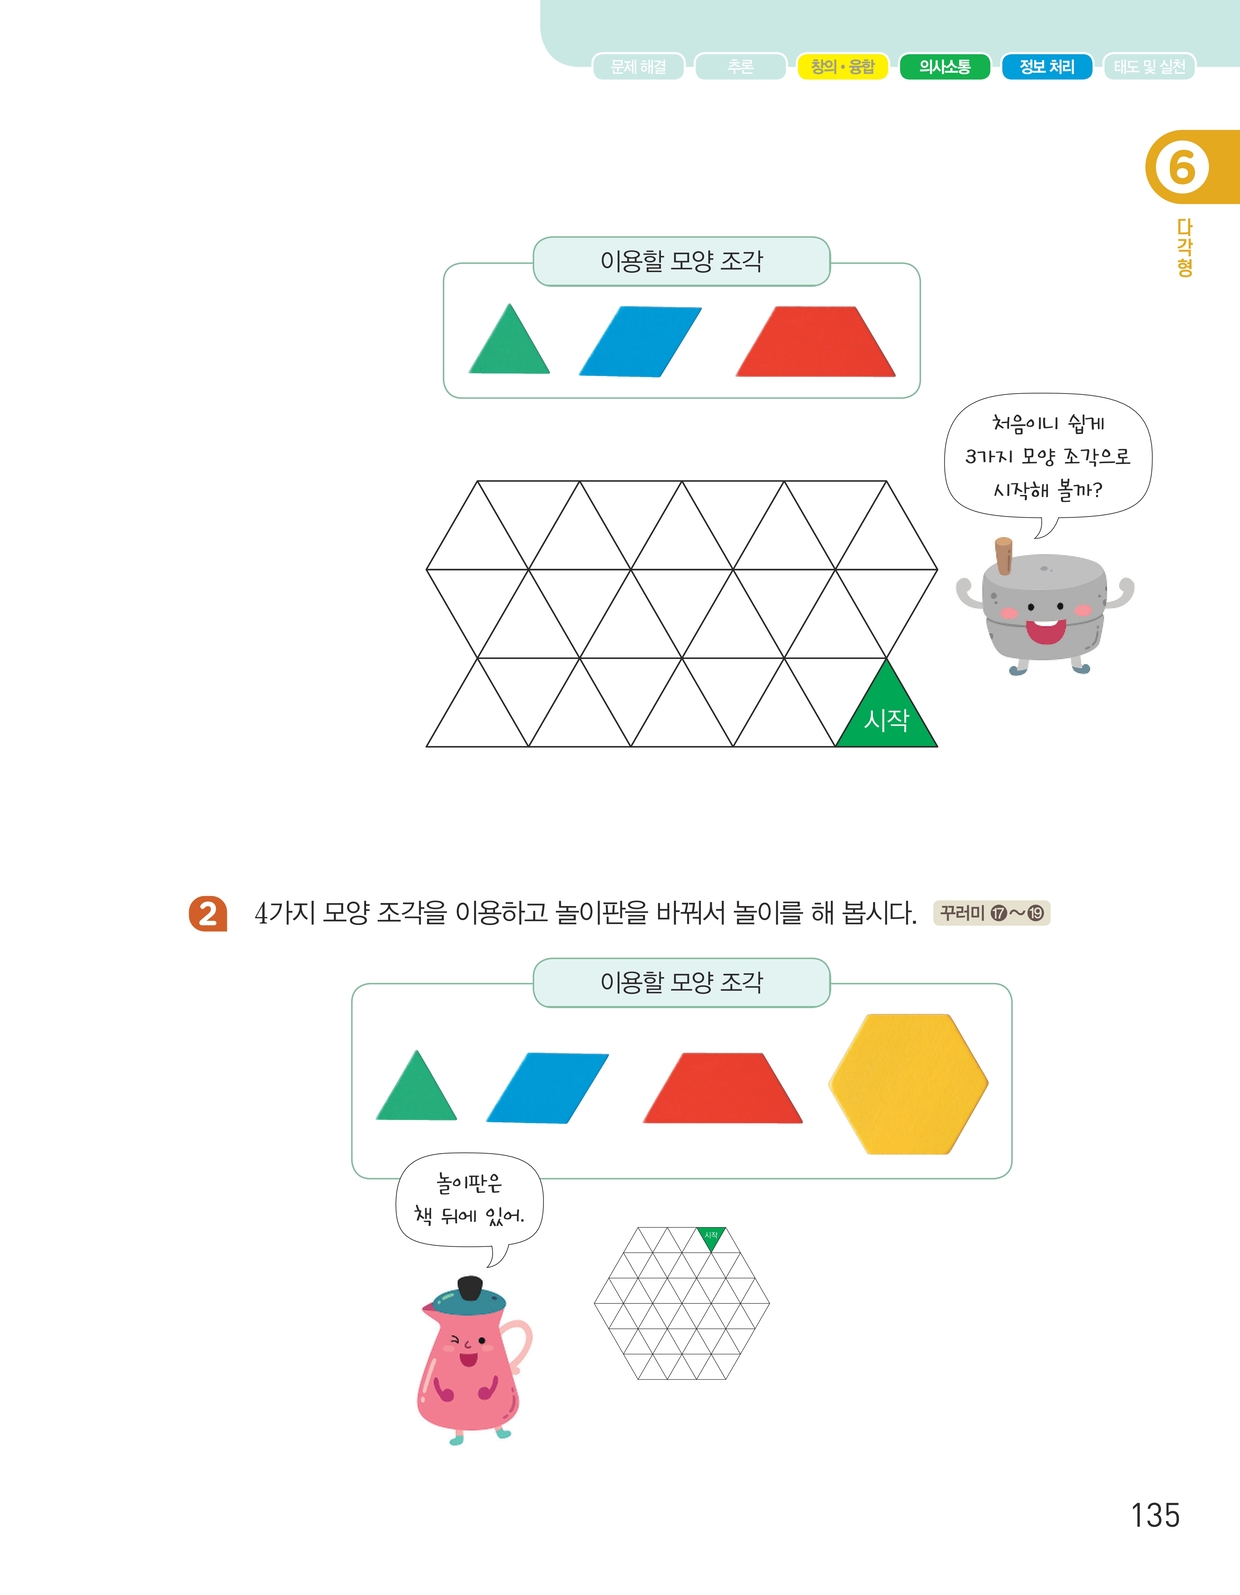 문제 해결
추론
창의·융합
의사소통
정보 처리
태도 및 실천
6
다각형
이용할 모양 조각
처음이니 쉽게
3가지 모양 조각으로
시작해 볼까?
시작
2 4가지 모양 조각을 이용하고 놀이판을 바꿔서 놀이를 해 봅시다. 꾸러미 17~19
이용할 모양 조각
놀이판은
책 뒤에 있어.
시작
135